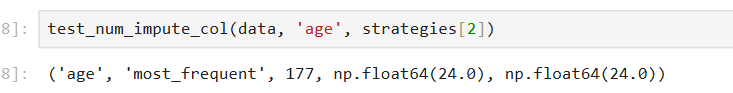 8]: test_num_impute_col(data, 'age', strategies[2])
8]: ('age', 'most_frequent', 177, np.float64(24.0), np.float64(24.0))